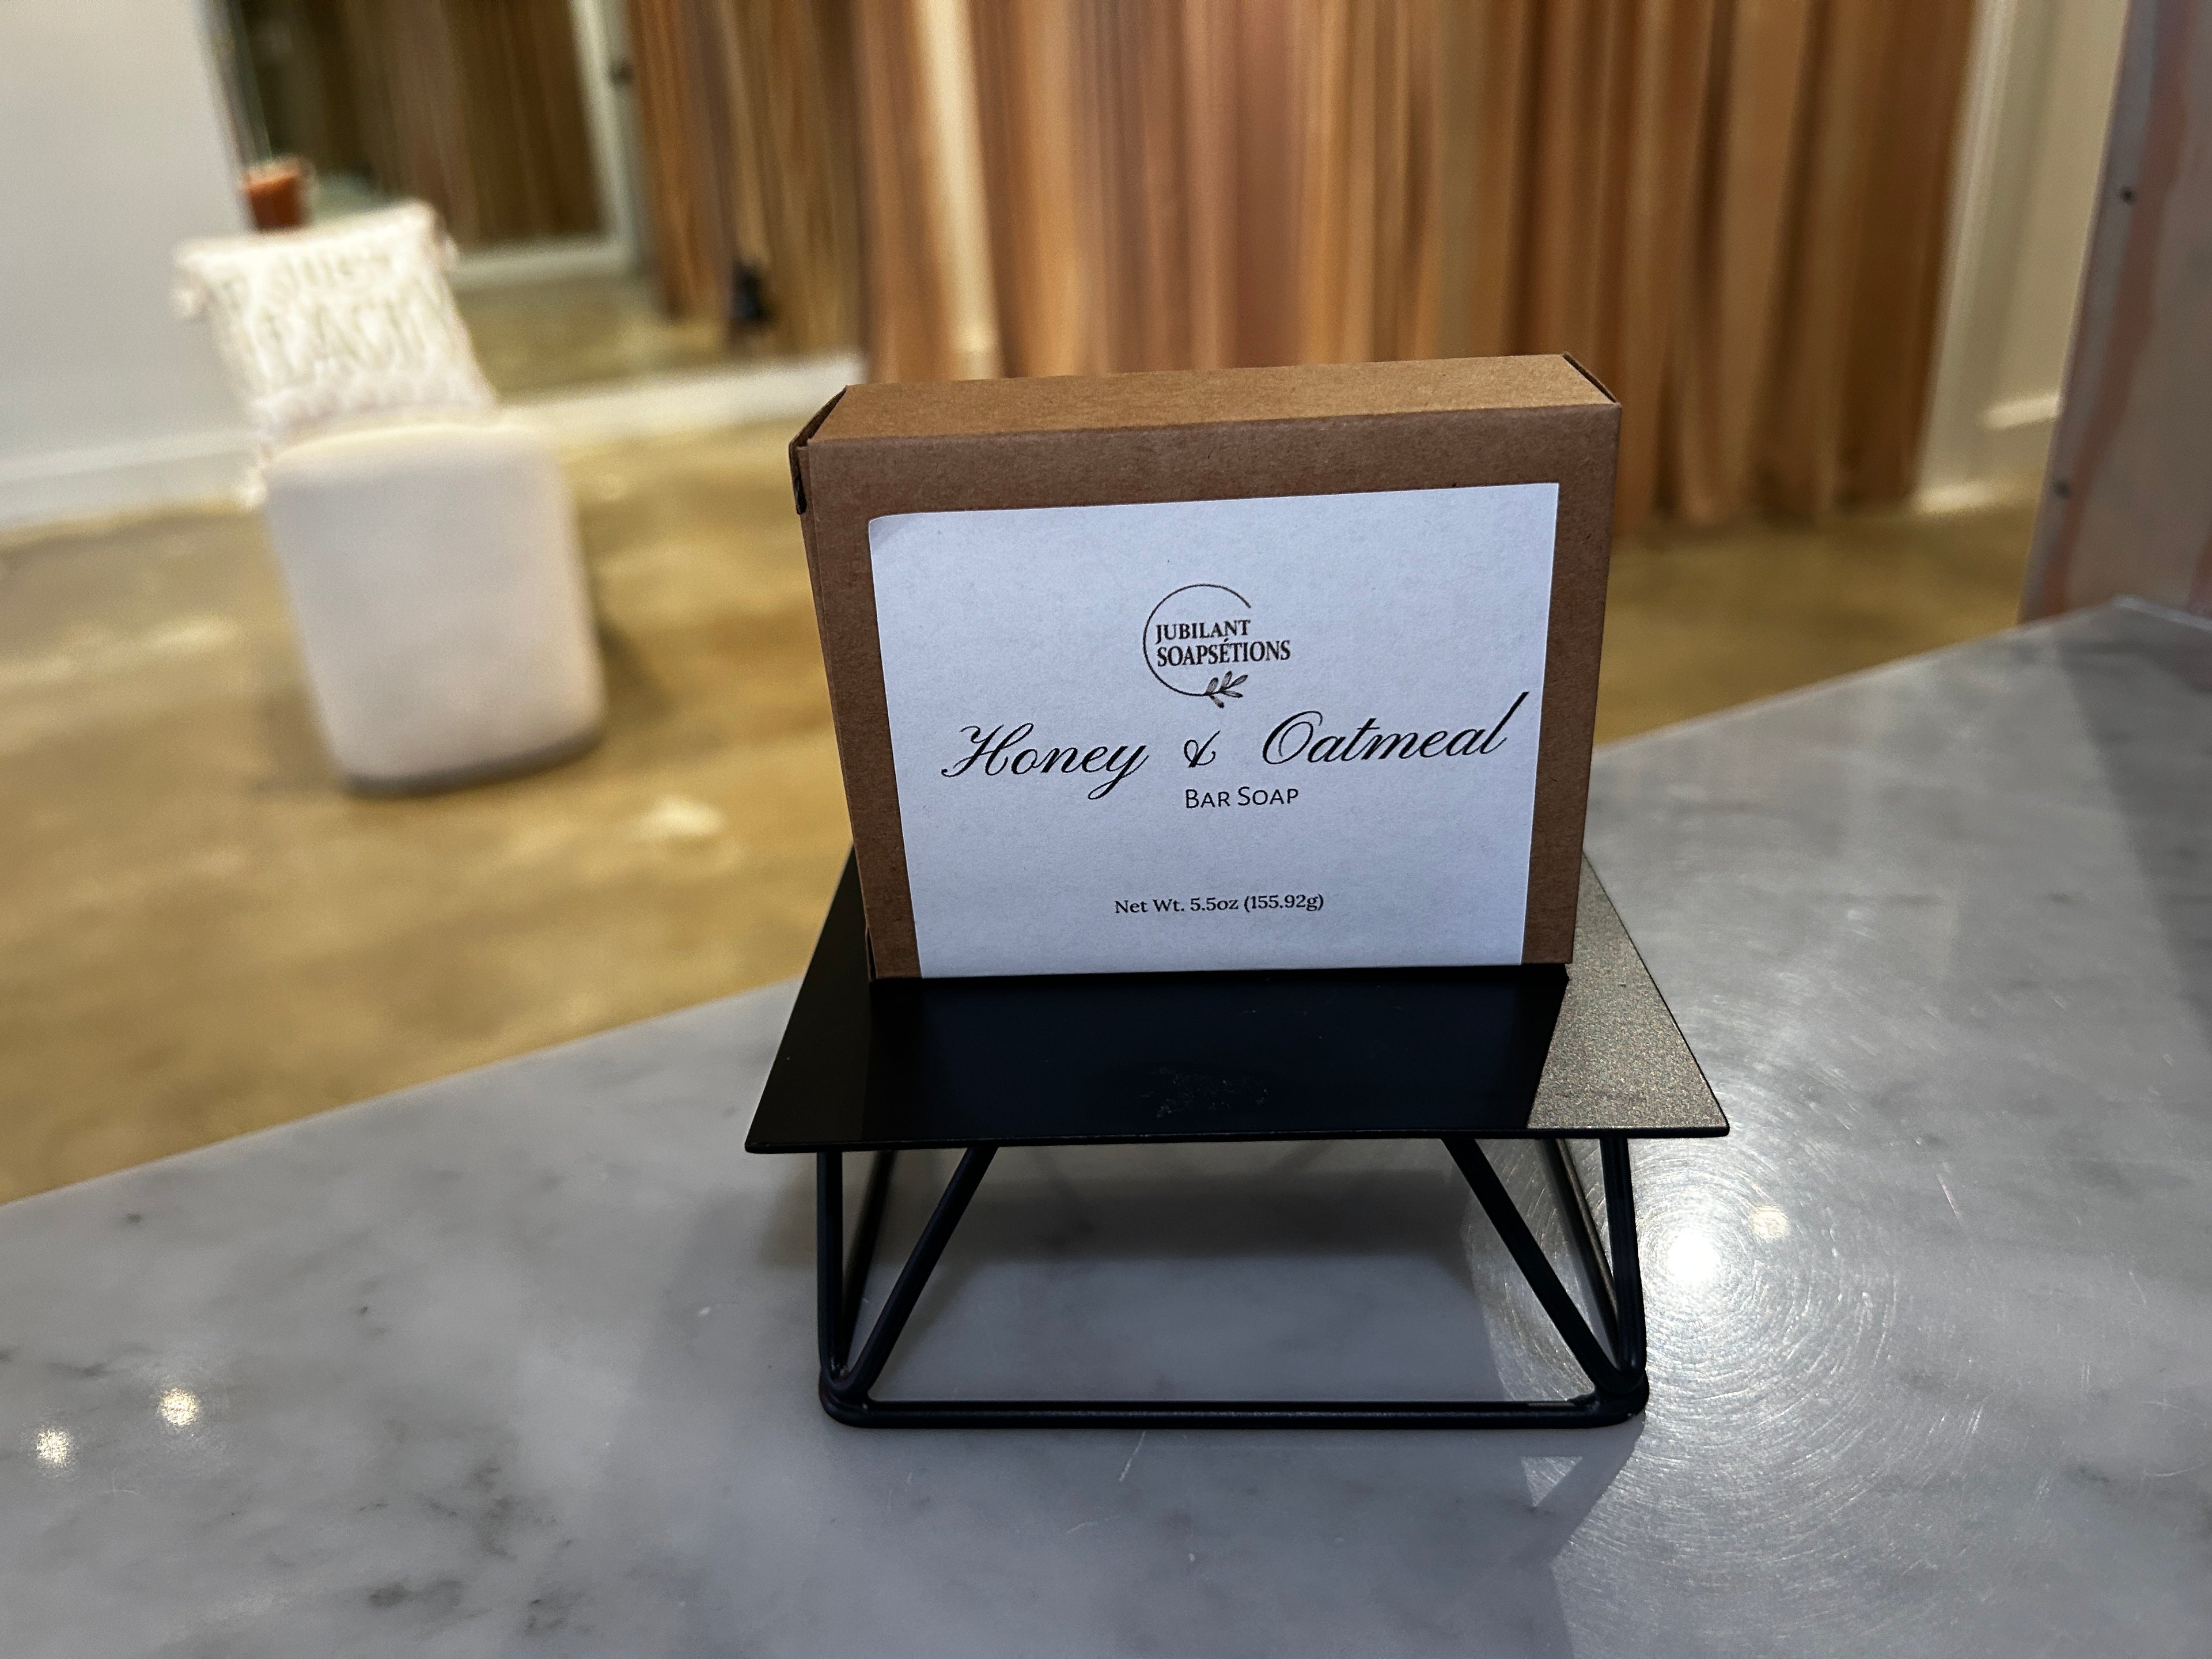 JUBILANT
SOAPSÉTIONS
Honey & Oatmeal
BAR SOAP
Net Wt. 5.5oz (155.92g)